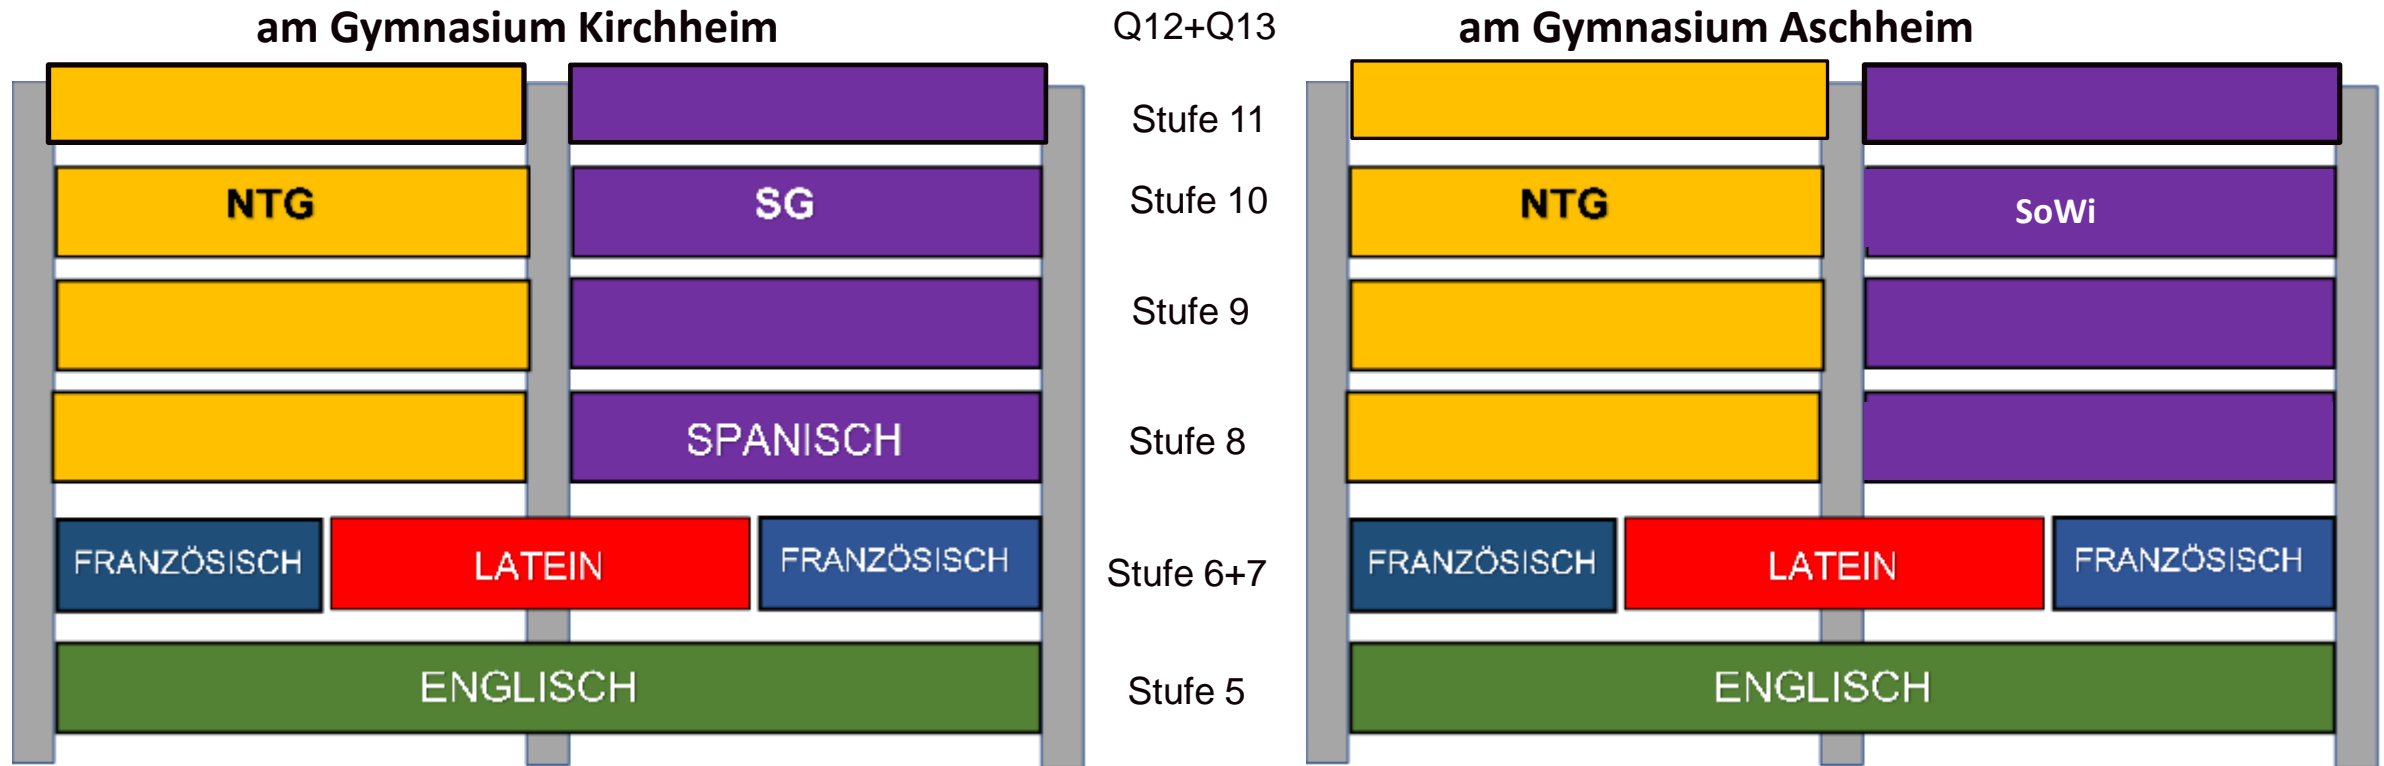 am Gymnasium Kirchheim
Q12+Q13
am Gymnasium Aschheim
Stufe 11
NTG
SG
Stufe 10
NTG
SoWi
Stufe 9
SPANISCH
Stufe 8
FRANZÖSISCH
LATEIN
FRANZÖSISCH
Stufe 6+7
FRANZÖSISCH
LATEIN
FRANZÖSISCH
ENGLISCH
Stufe 5
ENGLISCH